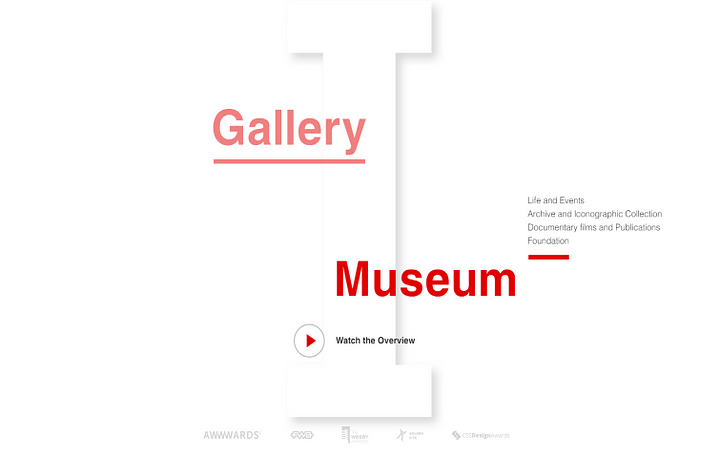 I
Gallery
Life and Events
Archive and Iconographic Collection
Documentary films and Publications
Foundation
Museum
Watch the Overview
AWWWARDS
FWA
THE WEBBY AWARDS
CSSDesignAwards